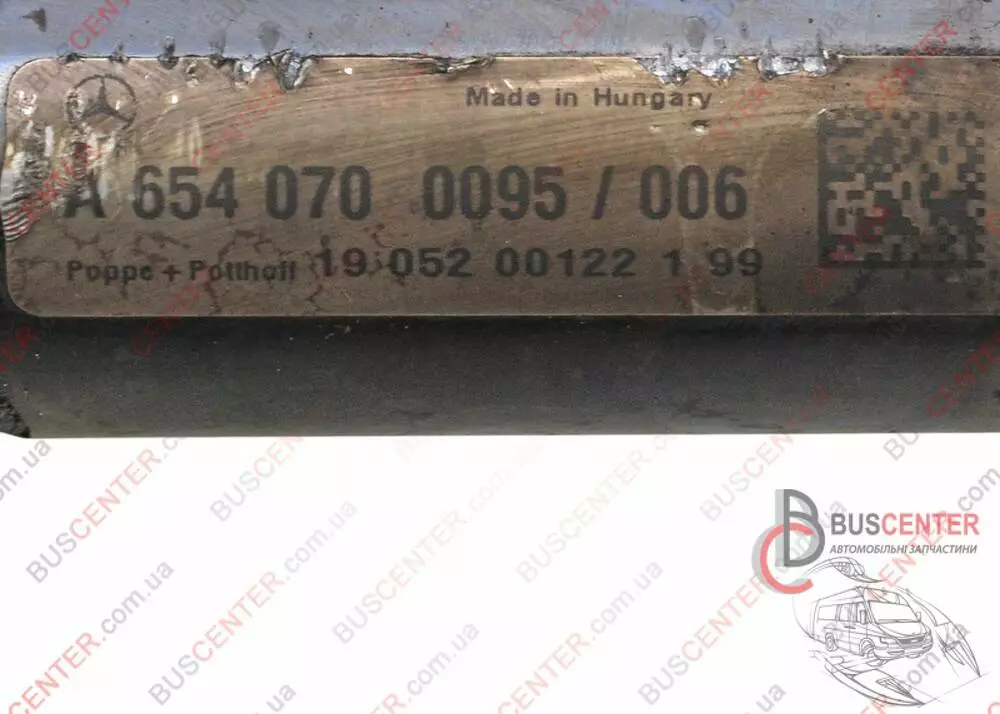 Made in Hungary
A 654 070 0095 / 006
Poppe + Potthoff 19 052 00122 1 99
BUSCENTER
АВТОМОБІЛЬНІ ЗАПЧАСТИНИ
BUSCENTER.com.ua